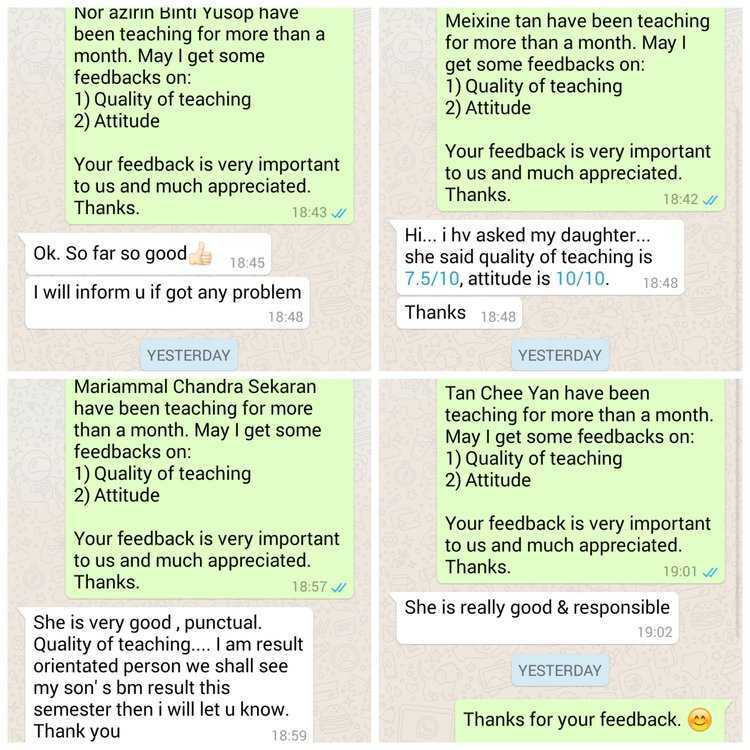 Nor azirin Binti Yusop have
been teaching for more than a
month. May I get some
feedbacks on:
1) Quality of teaching
2) Attitude
Your feedback is very important
to us and much appreciated.
Thanks.
18:43
Ok. So far so good👍
18:45
I will inform u if got any problem
18:48
YESTERDAY
Meixine tan have been teaching
for more than a month. May I
get some feedbacks on:
1) Quality of teaching
2) Attitude
Your feedback is very important
to us and much appreciated.
Thanks.
18:42
Hi... i hv asked my daughter...
she said quality of teaching is
7.5/10, attitude is 10/10.
18:48
Thanks
18:48
YESTERDAY
Mariammal Chandra Sekaran
have been teaching for more
than a month. May I get some
feedbacks on:
1) Quality of teaching
2) Attitude
Your feedback is very important
to us and much appreciated.
Thanks.
18:57
She is very good , punctual.
Quality of teaching.... I am result
orientated person we shall see
my son' s bm result this
semester then i will let u know.
Thank you
18:59
Tan Chee Yan have been
teaching for more than a month.
May I get some feedbacks on:
1) Quality of teaching
2) Attitude
Your feedback is very important
to us and much appreciated.
Thanks.
19:01
She is really good & responsible
19:02
YESTERDAY
Thanks for your feedback. 😊